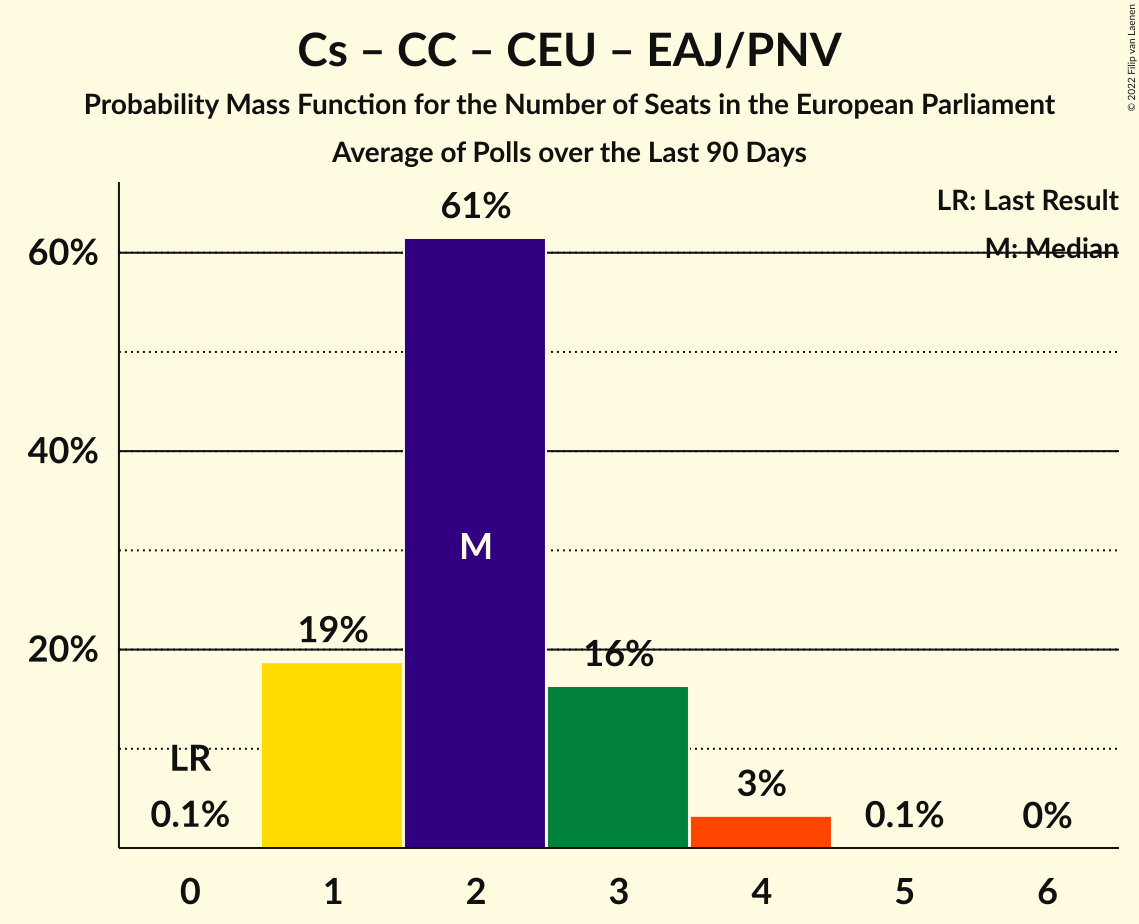 Cs – CC – CEU – EAJ/PNV
Probability Mass Function for the Number of Seats in the European Parliament
Average of Polls over the Last 90 Days
© 2022 Filip van Laenen
LR: Last Result
M: Median
60%
40%
20%
61%
M
19%
16%
LR
0.1%
3%
0.1%
0%
0 1 2 3 4 5 6